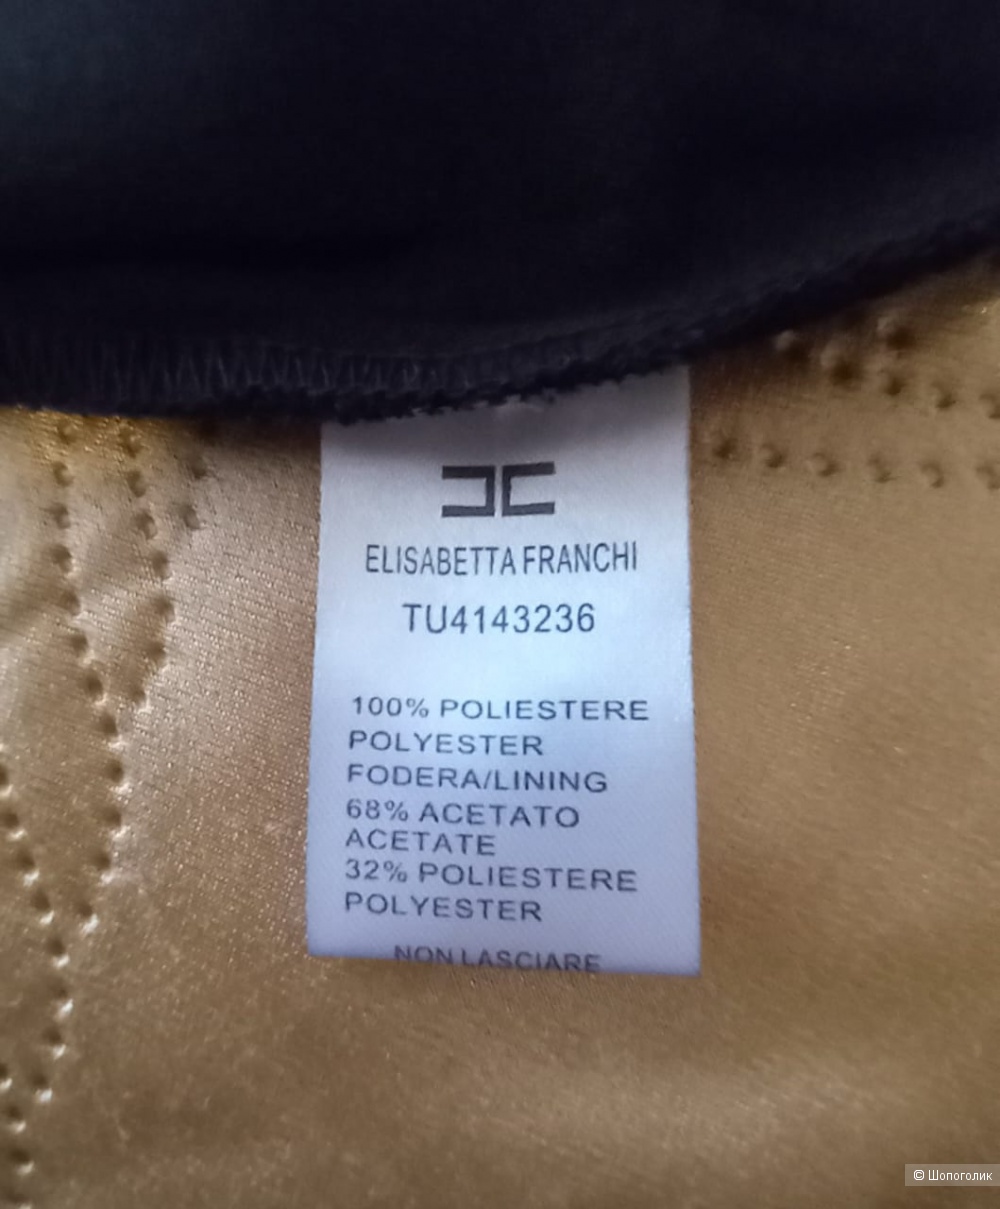 ELISABETTA FRANCHI
TU4143236
100% POLIESTERE
POLYESTER
FODERA/LINING
68% ACETATO
ACETATE
32% POLIESTERE
POLYESTER
NON LASCIARE
© Шопоголик